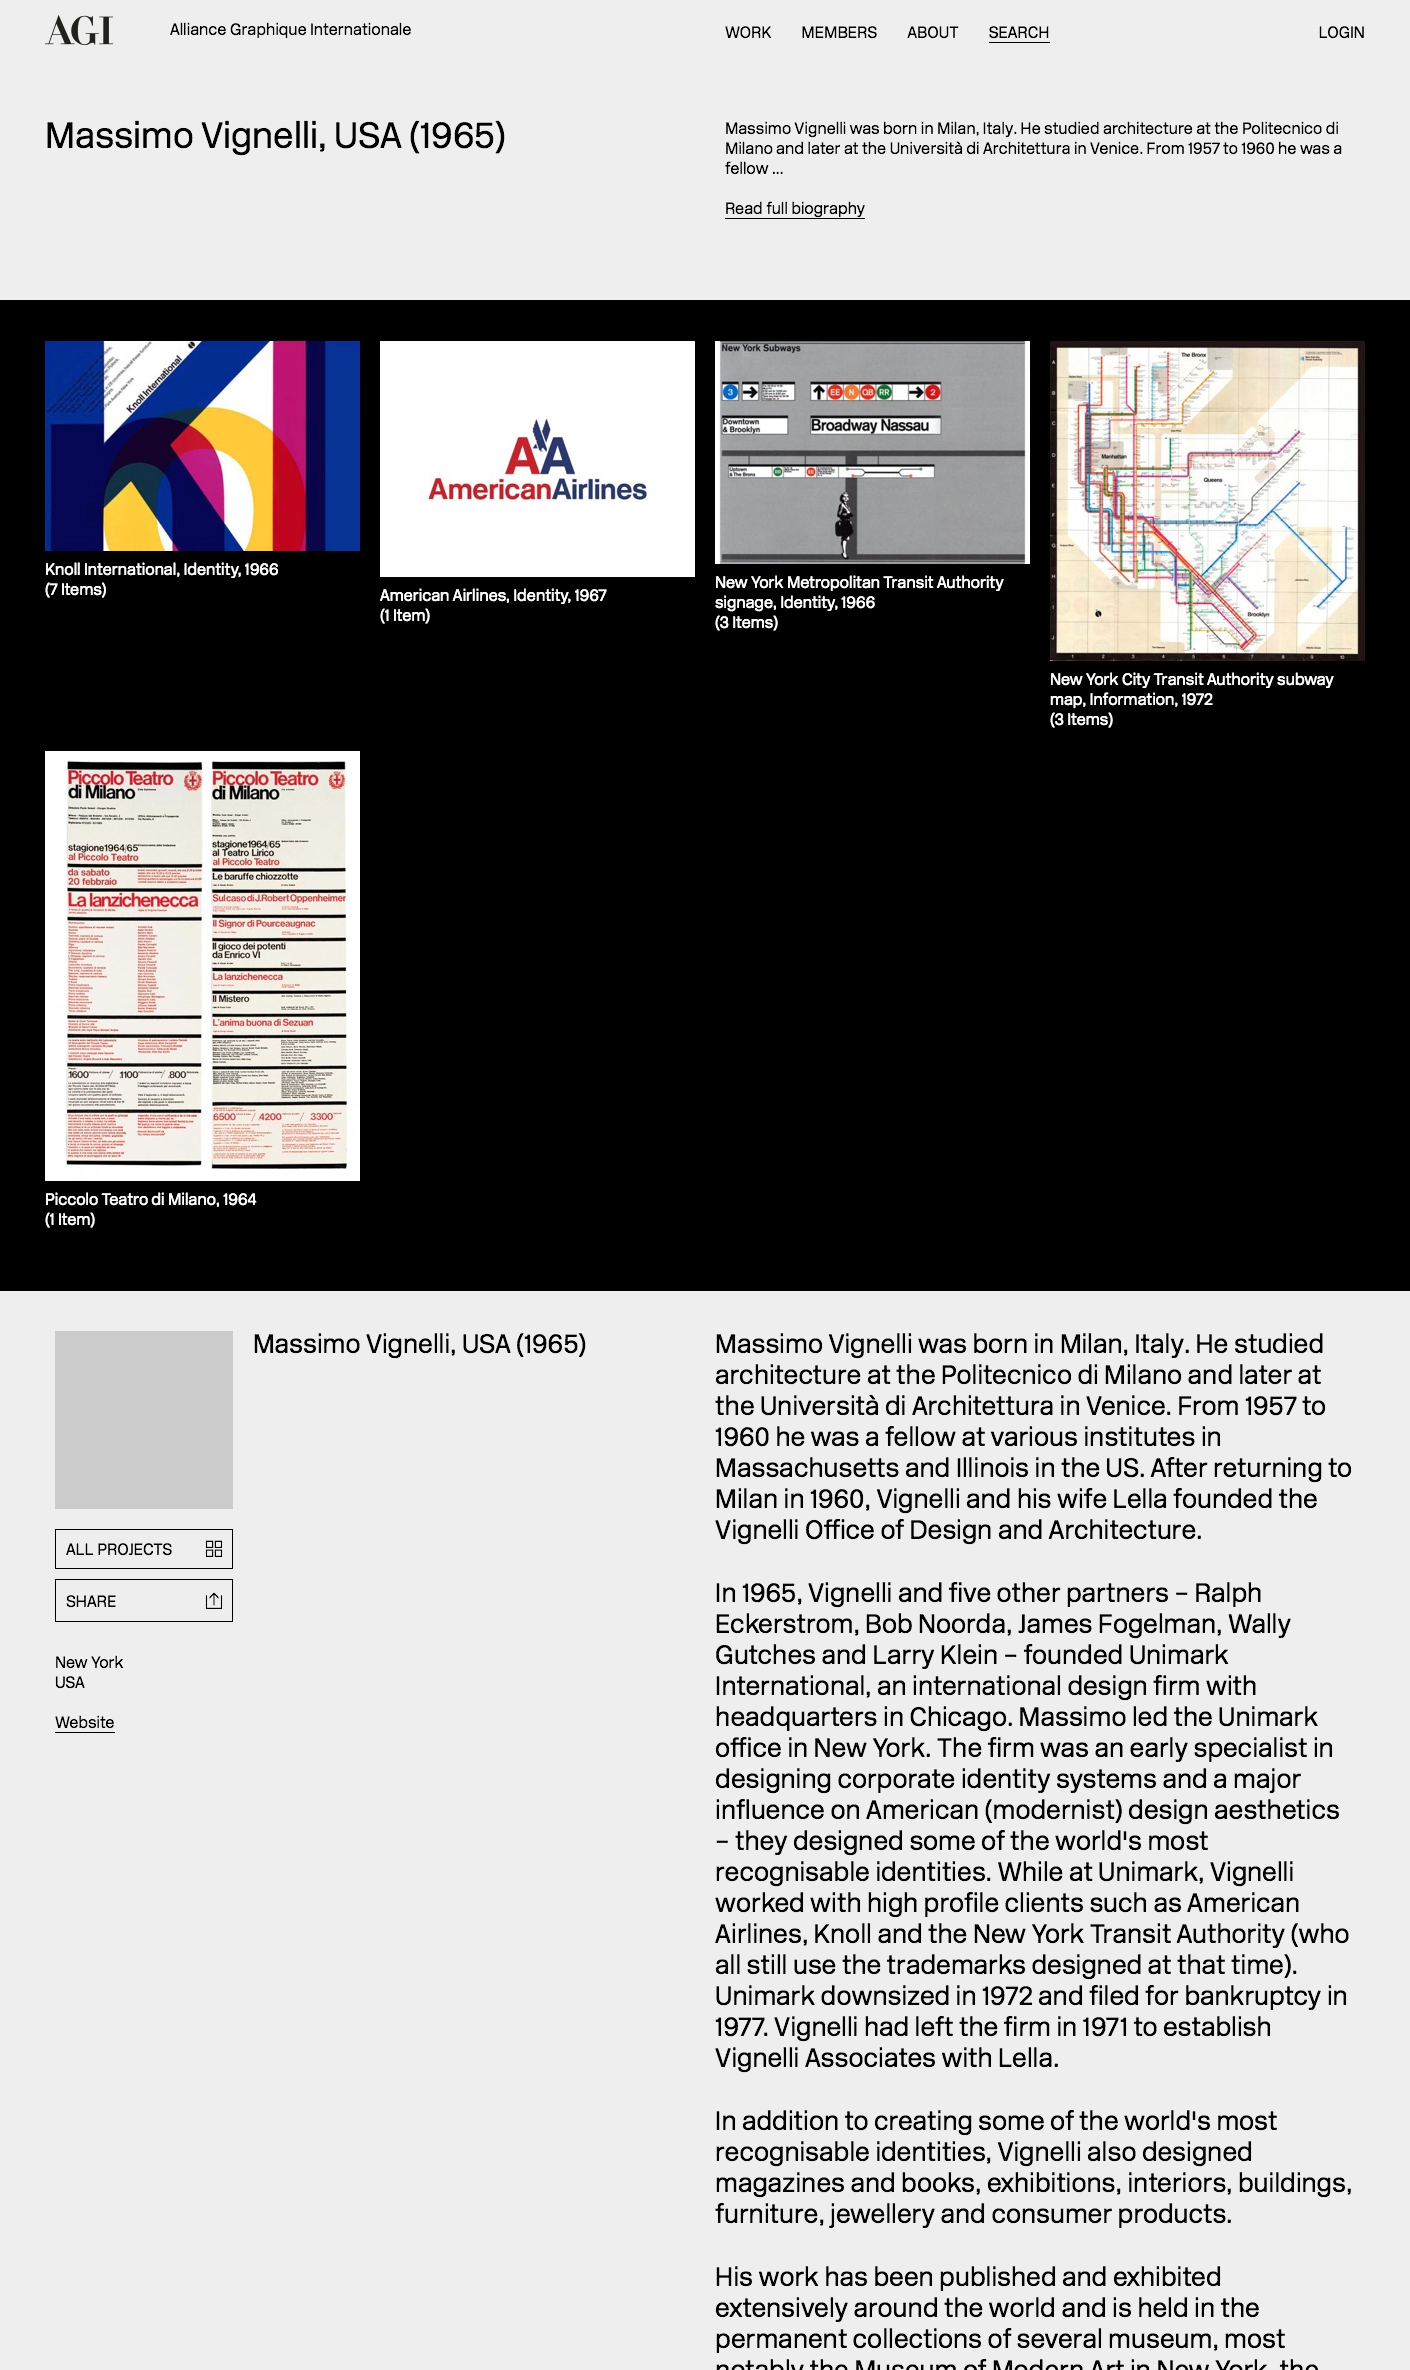 AGI
Alliance Graphique Internationale
WORK
MEMBERS
ABOUT
SEARCH
LOGIN
Massimo Vignelli, USA (1965)
Massimo Vignelli was born in Milan, Italy. He studied architecture at the Politecnico di
Milano and later at the Università di Architettura in Venice. From 1957 to 1960 he was a
fellow ...
Read full biography
Knoll International
Knoll International, Identity, 1966
(7 Items)
AA
AmericanAirlines
American Airlines, Identity, 1967
(1 Item)
New York Subways
3
EE N QB RR
2
Downtown
& Brooklyn
Broadway Nassau
Uptown
& The Bronx
New York Metropolitan Transit Authority
signage, Identity, 1966
(3 Items)
The Bronx
Manhattan
Queens
Brooklyn
New York City Transit Authority subway
map, Information, 1972
(3 Items)
Piccolo Teatro
di Milano
stagione1964/65
al Piccolo Teatro
da sabato
20 febbraio
La lanzichenecca
1600 / 1100 / 800
Piccolo Teatro
di Milano
stagione1964/65
al Teatro Lirico
al Piccolo Teatro
Le baruffe chiozzotte
Sul caso di J.Robert Oppenheimer
Il Signor di Pourceaugnac
Il gioco dei potenti
da Enrico VI
La lanzichenecca
Il Mistero
L'anima buona di Sezuan
6500 / 4200 / 3300
Piccolo Teatro di Milano, 1964
(1 Item)
Massimo Vignelli, USA (1965)
ALL PROJECTS
SHARE
New York
USA
Website
Massimo Vignelli was born in Milan, Italy. He studied
architecture at the Politecnico di Milano and later at
the Università di Architettura in Venice. From 1957 to
1960 he was a fellow at various institutes in
Massachusetts and Illinois in the US. After returning to
Milan in 1960, Vignelli and his wife Lella founded the
Vignelli Office of Design and Architecture.
In 1965, Vignelli and five other partners – Ralph
Eckerstrom, Bob Noorda, James Fogelman, Wally
Gutches and Larry Klein – founded Unimark
International, an international design firm with
headquarters in Chicago. Massimo led the Unimark
office in New York. The firm was an early specialist in
designing corporate identity systems and a major
influence on American (modernist) design aesthetics
– they designed some of the world's most
recognisable identities. While at Unimark, Vignelli
worked with high profile clients such as American
Airlines, Knoll and the New York Transit Authority (who
all still use the trademarks designed at that time).
Unimark downsized in 1972 and filed for bankruptcy in
1977. Vignelli had left the firm in 1971 to establish
Vignelli Associates with Lella.
In addition to creating some of the world's most
recognisable identities, Vignelli also designed
magazines and books, exhibitions, interiors, buildings,
furniture, jewellery and consumer products.
His work has been published and exhibited
extensively around the world and is held in the
permanent collections of several museum, most
notably the Museum of Modern Art in New York, the